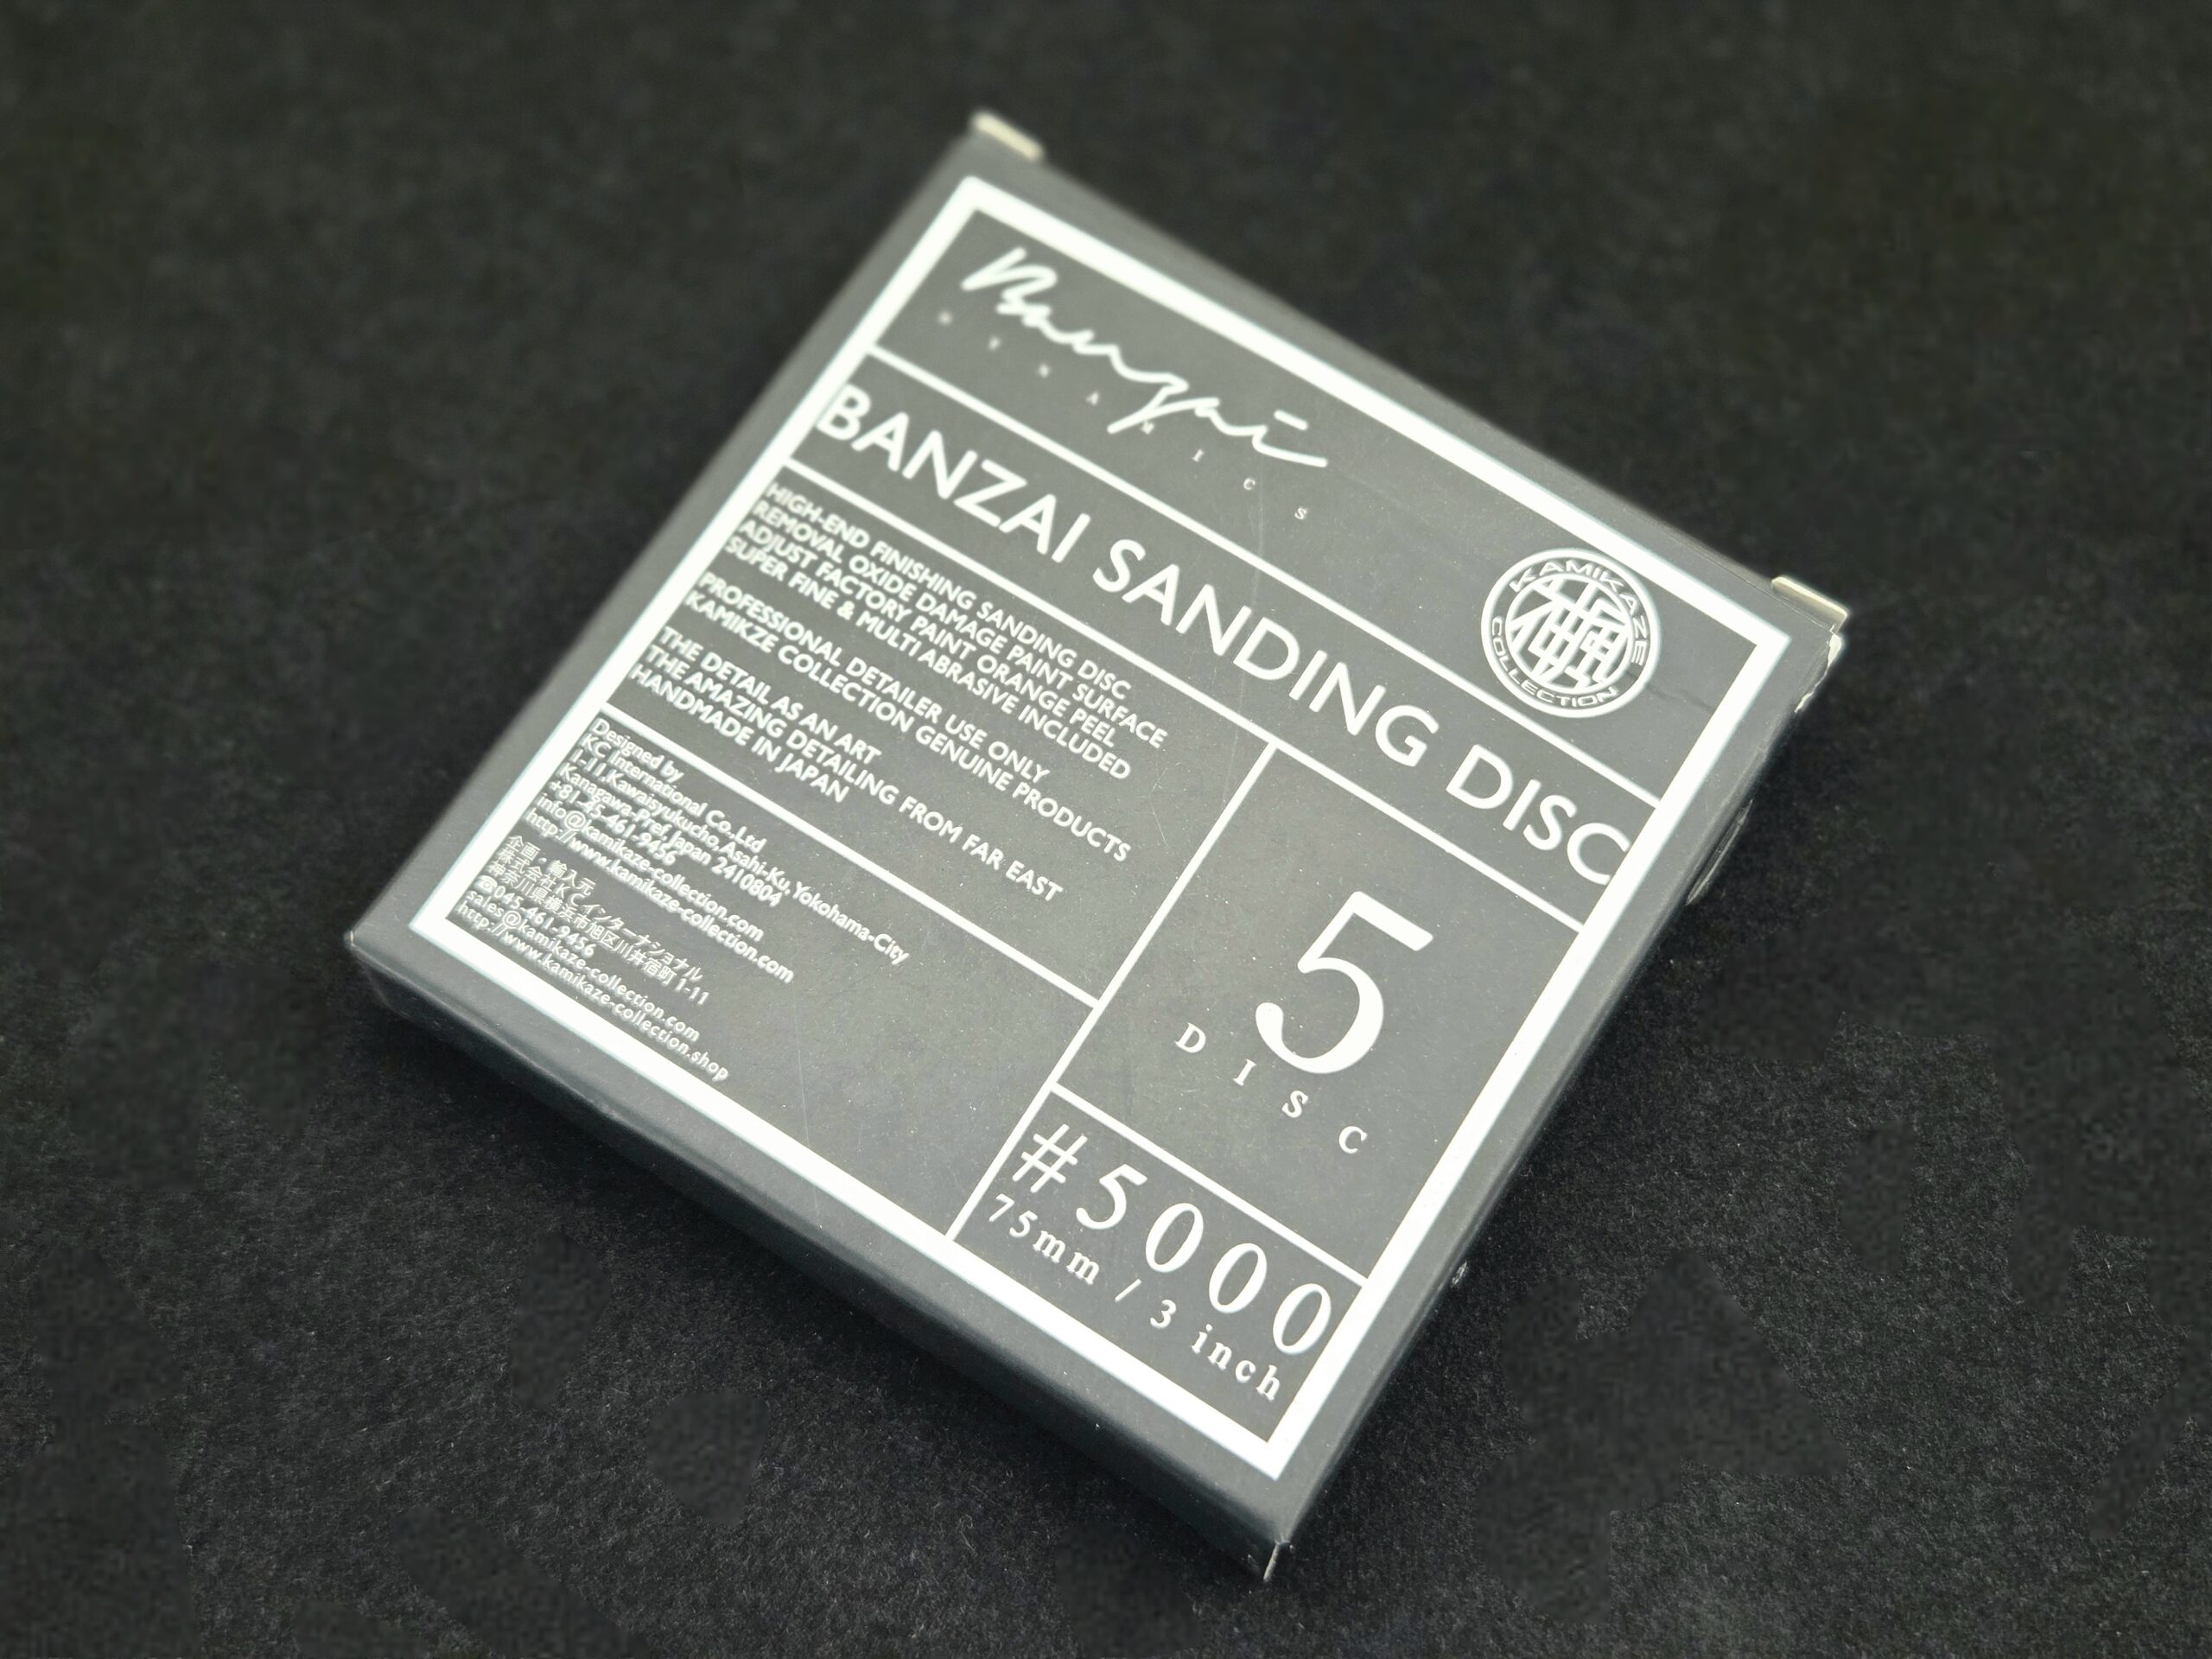 Banzai
DYNAMICS
KAMIKAZE
COLLECTION
BANZAI SANDING DISC
HIGH-END FINISHING SANDING DISC
REMOVAL OXIDE DAMAGE PAINT SURFACE
ADJUST FACTORY PAINT ORANGE PEEL
SUPER FINE & MULTI ABRASIVE INCLUDED
PROFESSIONAL DETAILER USE ONLY
KAMIKZE COLLECTION GENUINE PRODUCTS
THE DETAIL AS AN ART
THE AMAZING DETAILING FROM FAR EAST
HANDMADE IN JAPAN
Designed by
KC International Co.,Ltd
1-11,Kawaisyukucho,Asahi-Ku,Yokohama-City
Kanagawa-Pref,Japan 2410804
+81-45-461-9456
info@kamikaze-collection.com
http://www.kamikaze-collection.com
企画・輸入元
株式会社KCインターナショナル
神奈川県横浜市旭区川井宿町 1-11
☎045-461-9456
sales@kamikaze-collection.com
http://www.kamikaze-collection.shop
5
DISC
#5000
75mm / 3 inch